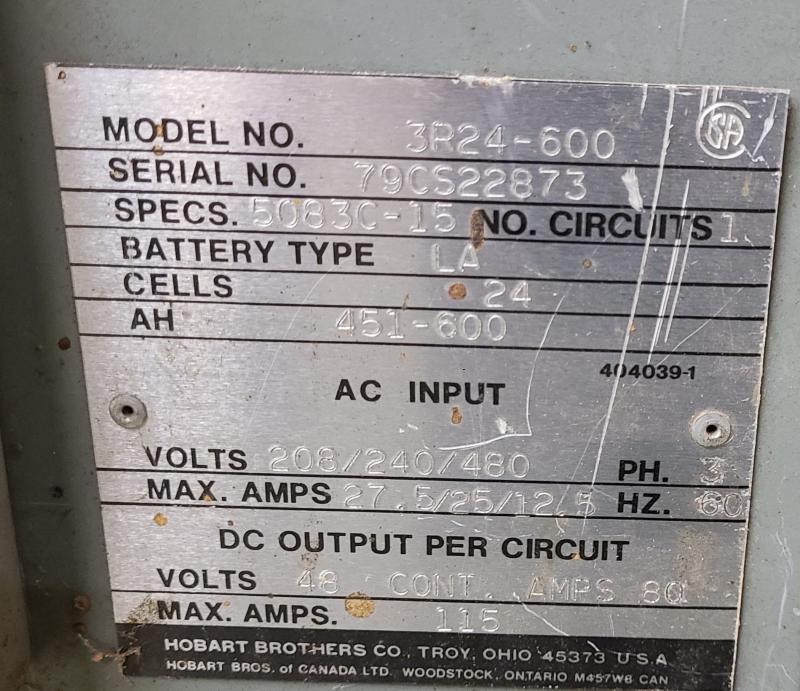 MODEL NO. 3R24-600
SERIAL NO. 79CS22873
SPECS. 5083C-15 NO. CIRCUITS 1
BATTERY TYPE LA
CELLS 24
AH 451-600
404039-1
AC INPUT
VOLTS 208/240/480 PH. 3
MAX. AMPS 27.5/25/12.5 HZ. 60
DC OUTPUT PER CIRCUIT
VOLTS 48 CONT. AMPS 80
MAX. AMPS. 115
HOBART BROTHERS CO., TROY, OHIO 45373 U S A
HOBART BROS. of CANADA LTD. WOODSTOCK, ONTARIO M4S7W8 CAN